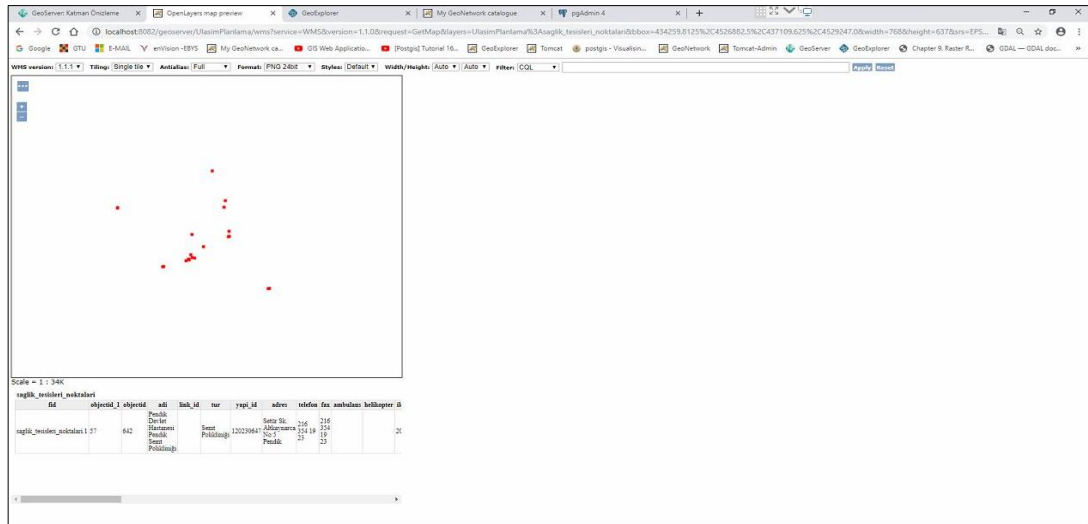 GeoServer: Katman Önizleme
OpenLayers map preview
GeoExplorer
My GeoNetwork catalogue
pgAdmin 4
localhost:8082/geoserver/UlasimPlanlama/wms?service=WMS&version=1.1.0&request=GetMap&layers=UlasimPlanlama%3Asaglik_tesisleri_noktalari&bbox=434259.8125%2C4526882.5%2C437109.625%2C4529247.0&width=768&height=637&srs=EPS...
Google GTU E-MAIL enVision -EBYS My GeoNetwork ca... GIS Web Applicatio... [Postgis] Tutorial 16... GeoExplorer Tomcat postgis - Visualisin... GeoNetwork Tomcat-Admin GeoServer GeoExplorer Chapter 9. Raster R... GDAL — GDAL doc... »
WMS version: 1.1.1 Tiling: Single tile Antialias: Full Format: PNG 24bit Styles: Default Width/Height: Auto Auto Filter: CQL Apply Reset
Scale = 1 : 34K
saglik_tesisleri_noktalari
fid objectid_1 objectid adi link_id tur yapi_id adres telefon fax ambulans helikopter
saglik_tesisleri_noktalari.1 57 642
Pendik
Devlet
Hastanesi
Pendik
Semt
Polikliniği
Semt
Polikliniği
120230647
Setür Sk.
Altkaynarca
No:5
Pendik
216
354 19
23
216
354
19
23